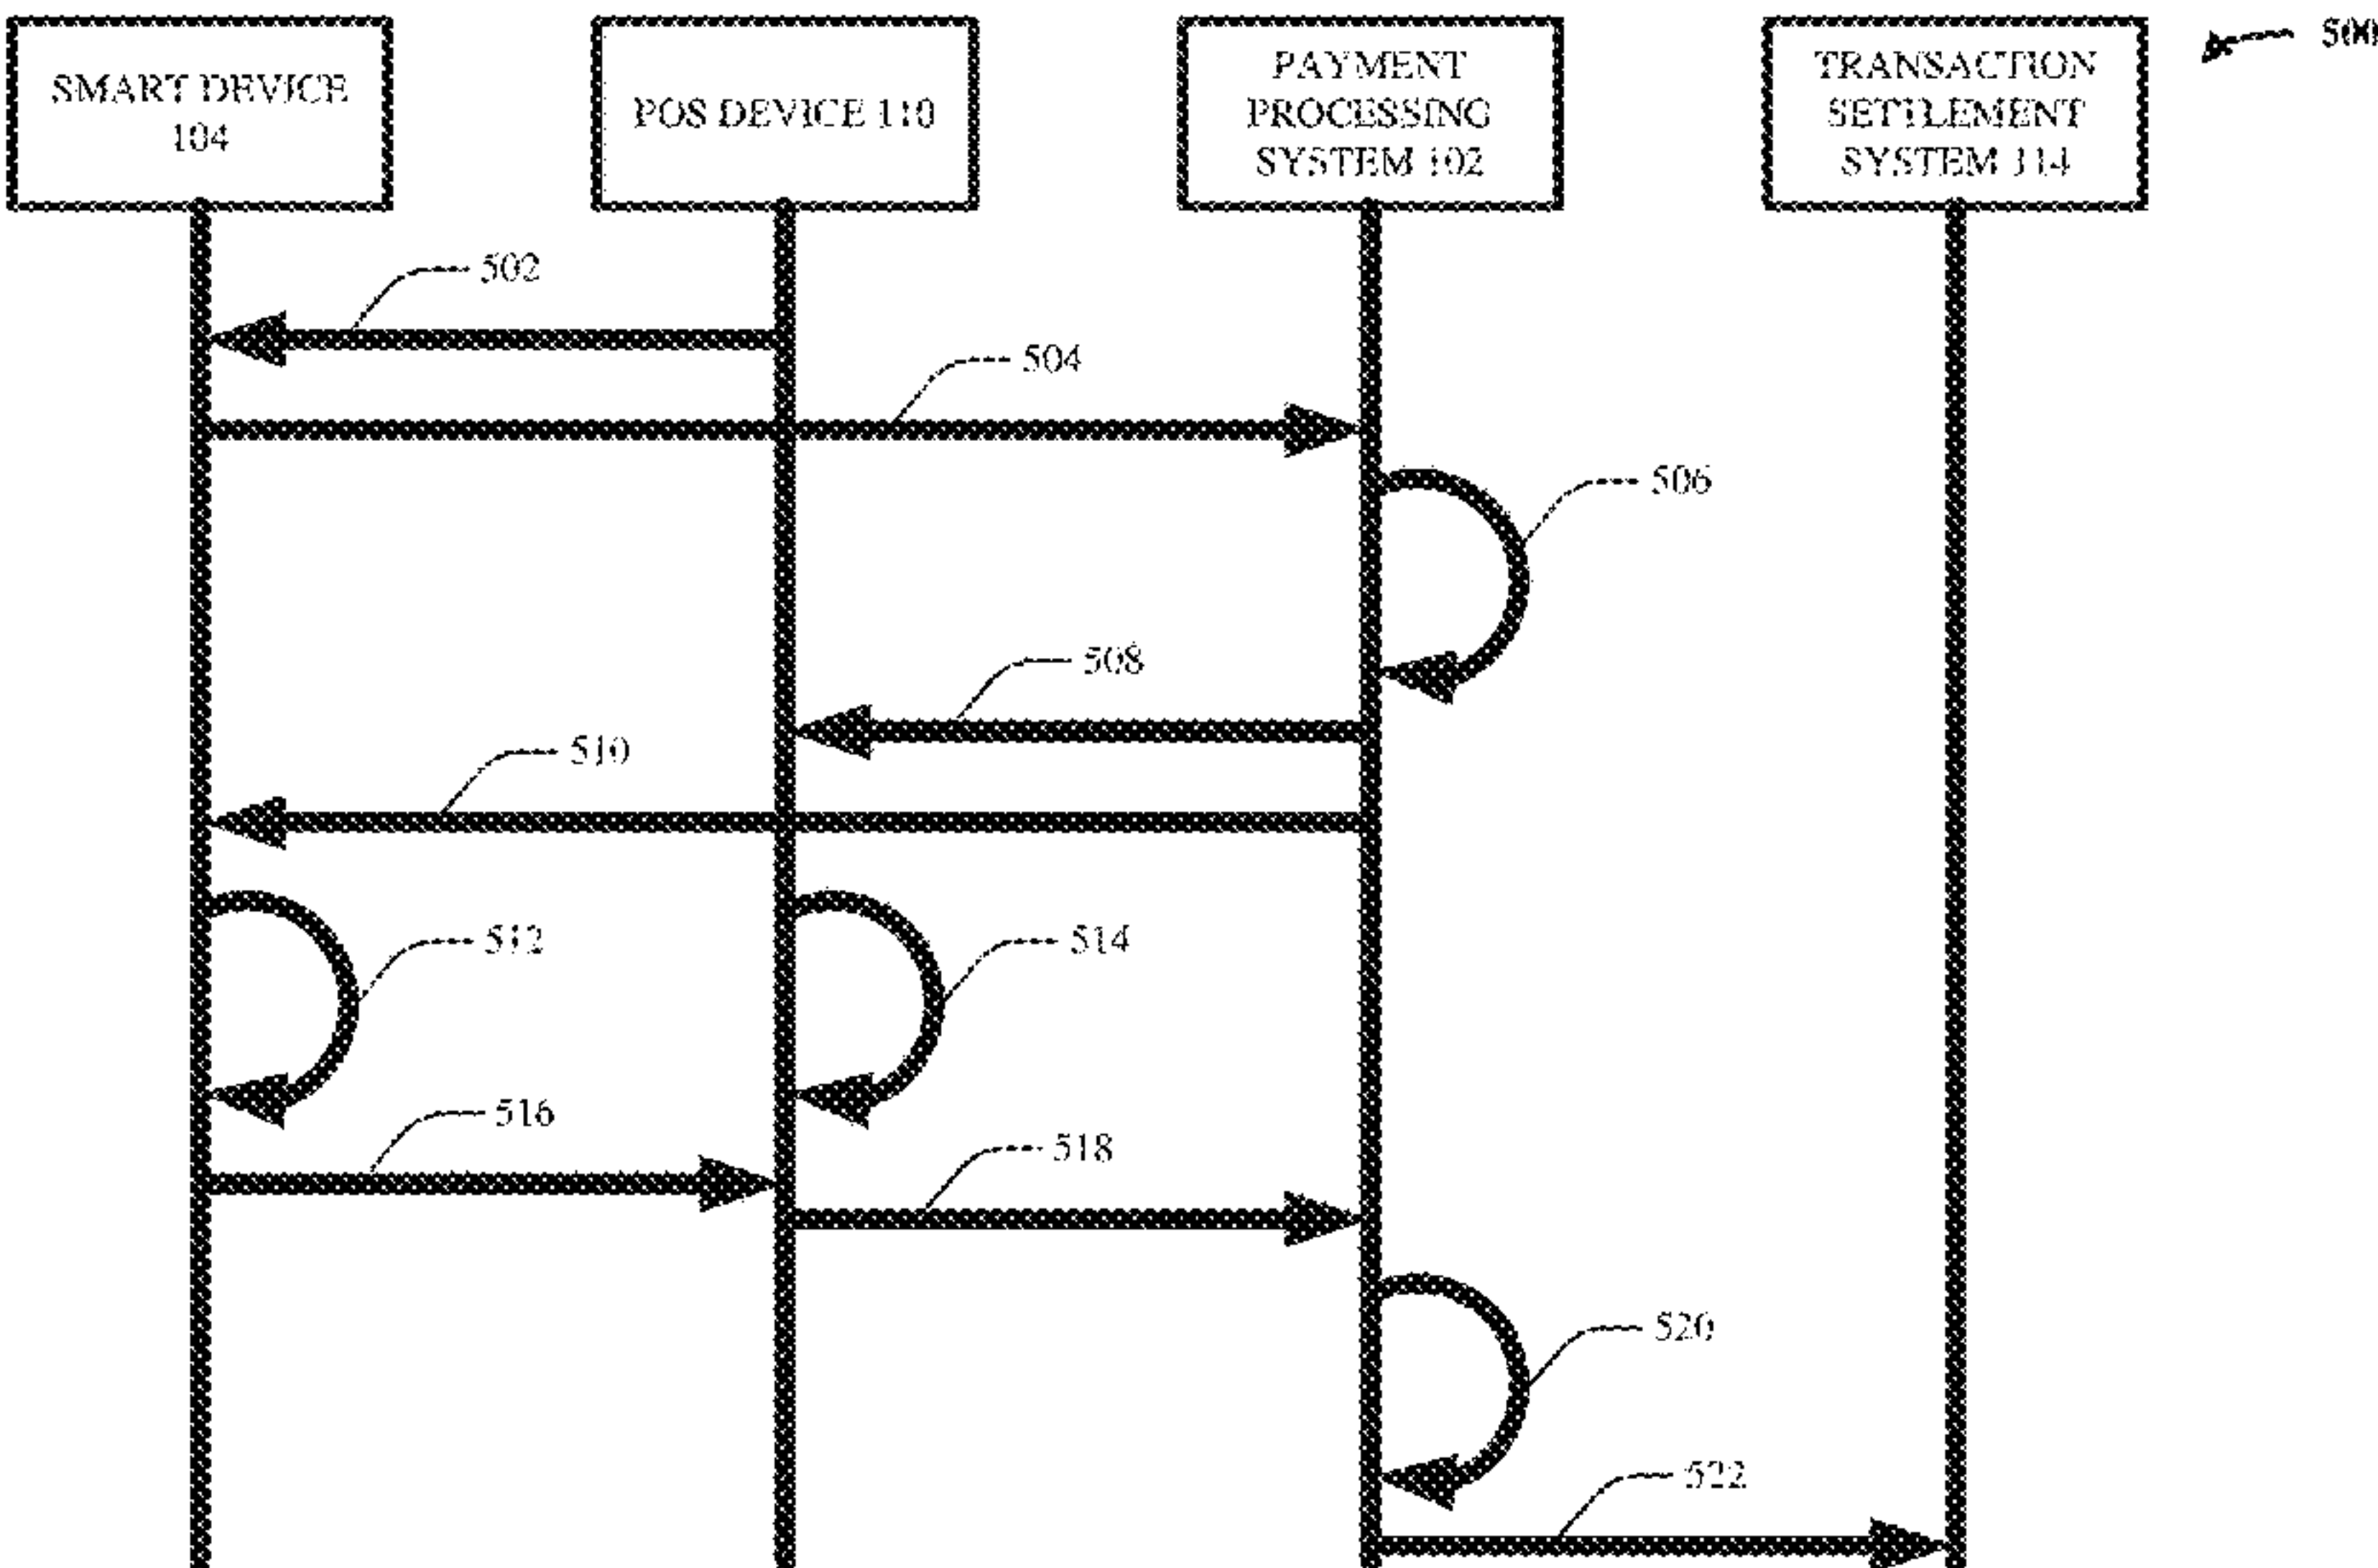 SMART DEVICE
104
POS DEVICE 110
PAYMENT
PROCESSING
SYSTEM 102
TRANSACTION
SETTLEMENT
SYSTEM 114
500
502
504
506
508
510
512
514
516
518
520
522